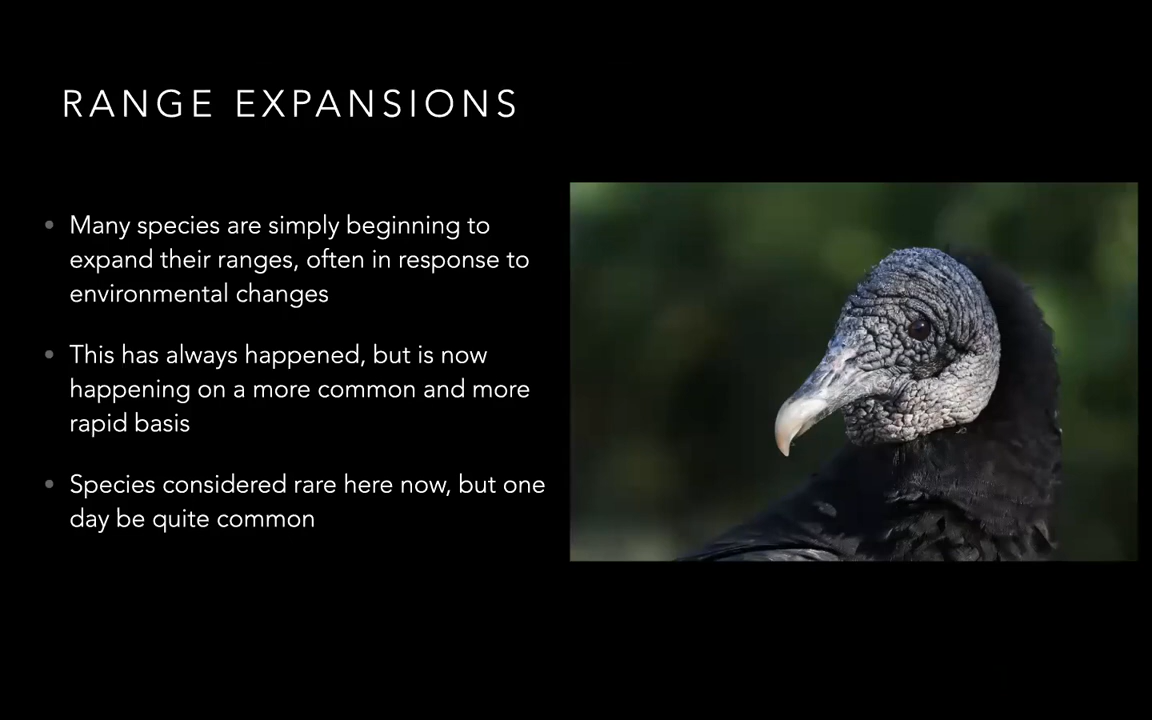 RANGE EXPANSIONS
• Many species are simply beginning to
expand their ranges, often in response to
environmental changes
• This has always happened, but is now
happening on a more common and more
rapid basis
• Species considered rare here now, but one
day be quite common